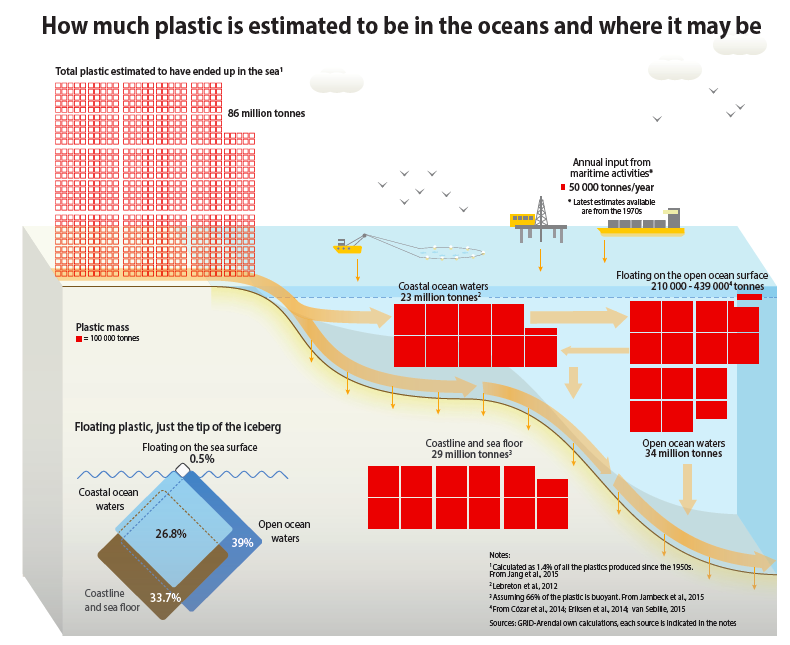 How much plastic is estimated to be in the oceans and where it may be
Total plastic estimated to have ended up in the sea¹
86 million tonnes
Annual input from
maritime activities*
50 000 tonnes/year
* Latest estimates available
are from the 1970s
Coastal ocean waters
23 million tonnes²
Floating on the open ocean surface
210 000 - 439 000⁴ tonnes
Plastic mass
= 100 000 tonnes
Floating plastic, just the tip of the iceberg
Floating on the sea surface
0.5%
Coastal ocean
waters
26.8%
Open ocean
waters
39%
Coastline
and sea floor
33.7%
Coastline and sea floor
29 million tonnes³
Open ocean waters
34 million tonnes
Notes:
¹ Calculated as 1.4% of all the plastics produced since the 1950s.
From Jang et al., 2015
² Lebreton et al., 2012
³ Assuming 66% of the plastic is buoyant. From Jambeck et al., 2015
⁴ From Cózar et al., 2014; Eriksen et al., 2014; van Sebille, 2015
Sources: GRID-Arendal own calculations, each source is indicated in the notes